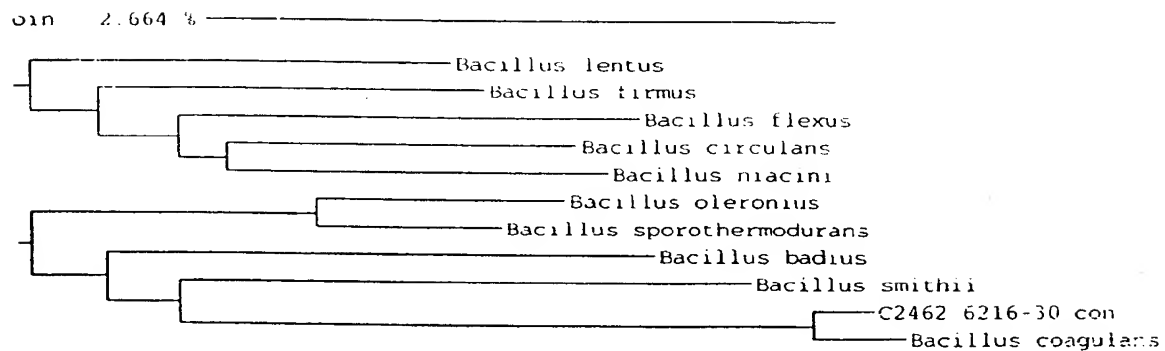 oin 2.664 %
Bacillus lentus
Bacillus firmus
Bacillus flexus
Bacillus circulans
Bacillus niacini
Bacillus oleronius
Bacillus sporothermodurans
Bacillus badius
Bacillus smithii
C2462 6216-30 con
Bacillus coagulans